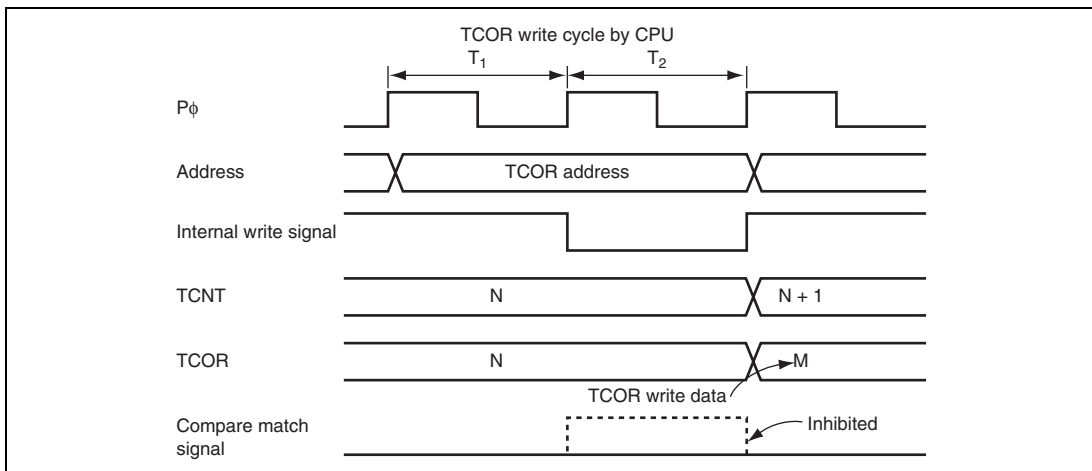 TCOR write cycle by CPU
T1 T2
Pϕ
Address TCOR address
Internal write signal
TCNT N N + 1
TCOR N M
TCOR write data
Compare match
signal
Inhibited